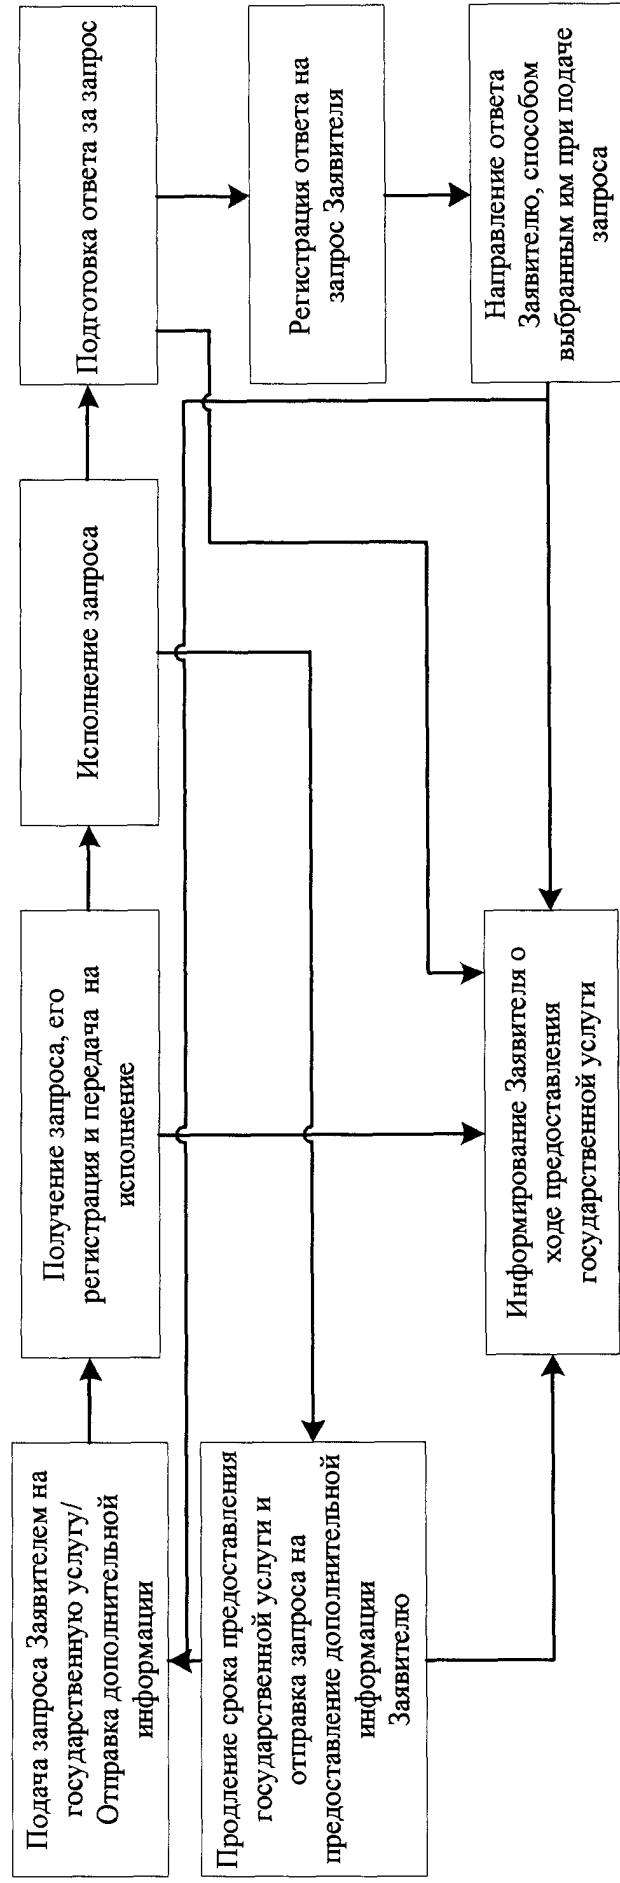 Подача запроса Заявителем на
государственную услугу/
Отправка дополнительной
информации
Получение запроса, его
регистрация и передача на
исполнение
Исполнение запроса
Подготовка ответа за запрос
Продление срока предоставления
государственной услуги и
отправка запроса на
предоставление дополнительной
информации
Заявителю
Регистрация ответа на
запрос Заявителя
Информирование Заявителя о
ходе предоставления
государственной услуги
Направление ответа
Заявителю, способом
выбранным им при подаче
запроса